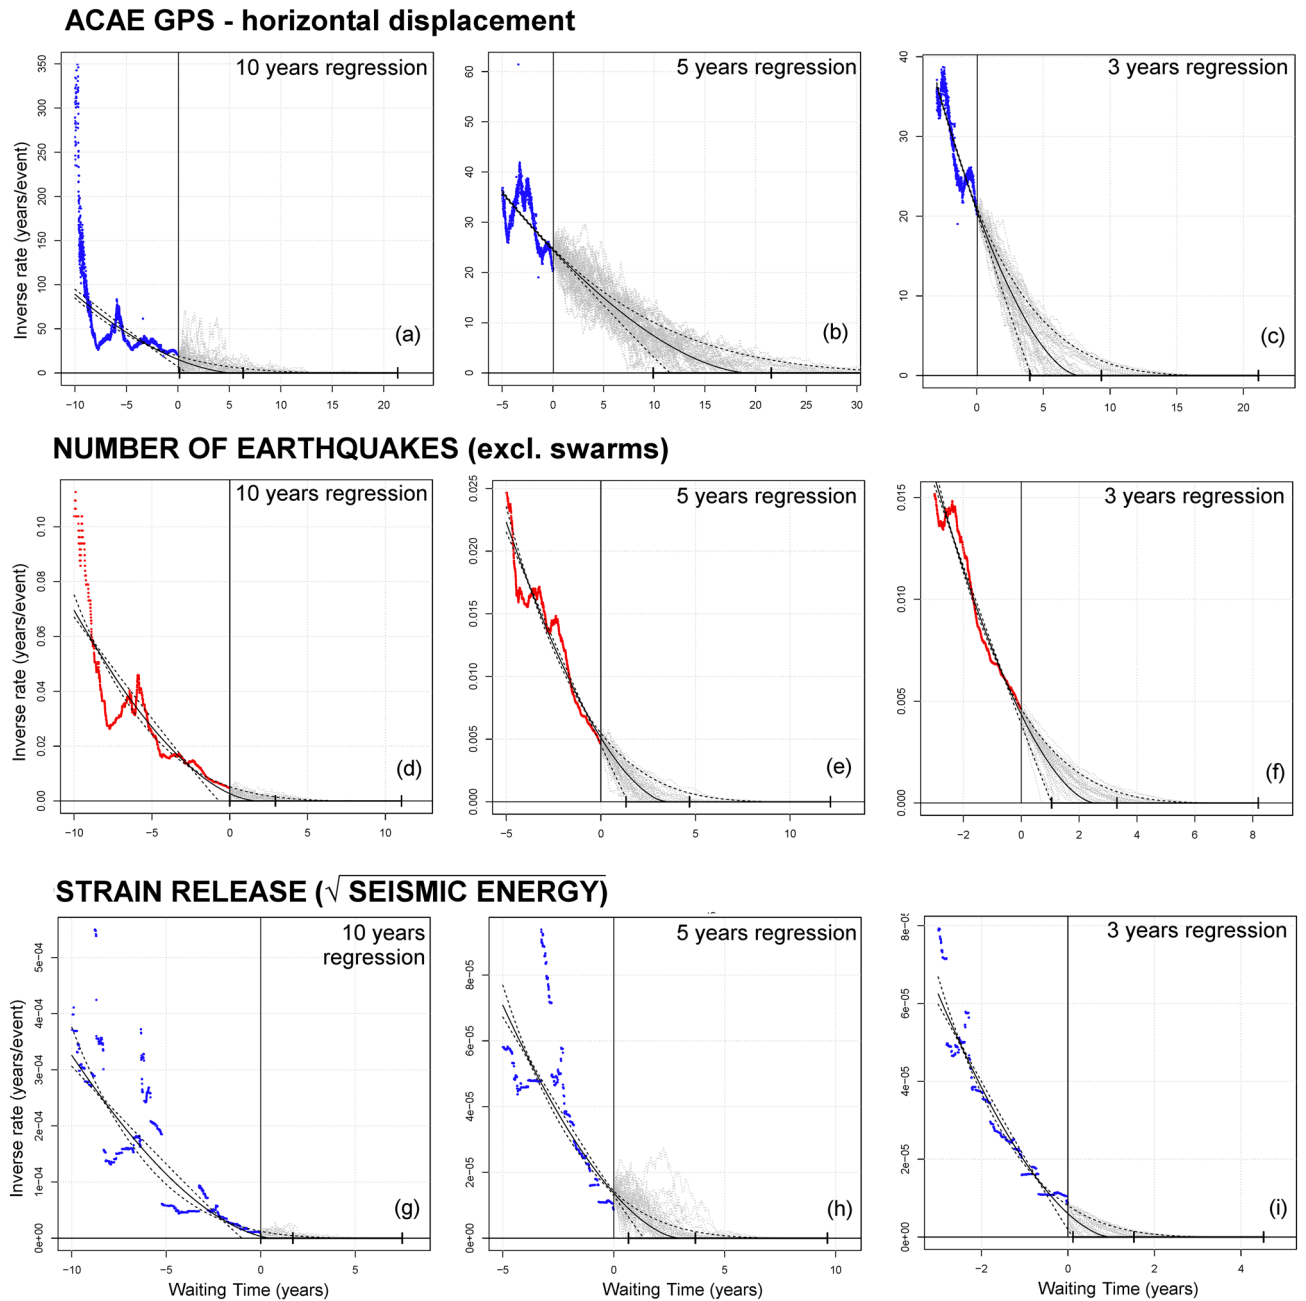 ACAE GPS - horizontal displacement
10 years regression
5 years regression
3 years regression
Inverse rate (years/event)
0 50 100 150 200 250 300 350
(a)
−10 −5 0 5 10 15 20
0 10 20 30 40 50 60
(b)
−5 0 5 10 15 20 25 30
0 10 20 30 40
(c)
0 5 10 15 20
NUMBER OF EARTHQUAKES (excl. swarms)
10 years regression
5 years regression
3 years regression
Inverse rate (years/event)
0.00 0.02 0.04 0.06 0.08 0.10
(d)
−10 −5 0 5 10
0.000 0.005 0.010 0.015 0.020 0.025
(e)
−5 0 5 10
0.000 0.005 0.010 0.015
(f)
−2 0 2 4 6 8
STRAIN RELEASE (√ SEISMIC ENERGY)
10 years
regression
5 years regression
3 years regression
Inverse rate (years/event)
0e+00 1e−04 2e−04 3e−04 4e−04 5e−04
(g)
−10 −5 0 5
Waiting Time (years)
0e+00 2e−05 4e−05 6e−05 8e−05
(h)
−5 0 5 10
Waiting Time (years)
0e+00 2e−05 4e−05 6e−05
(i)
−2 0 2 4
Waiting Time (years)